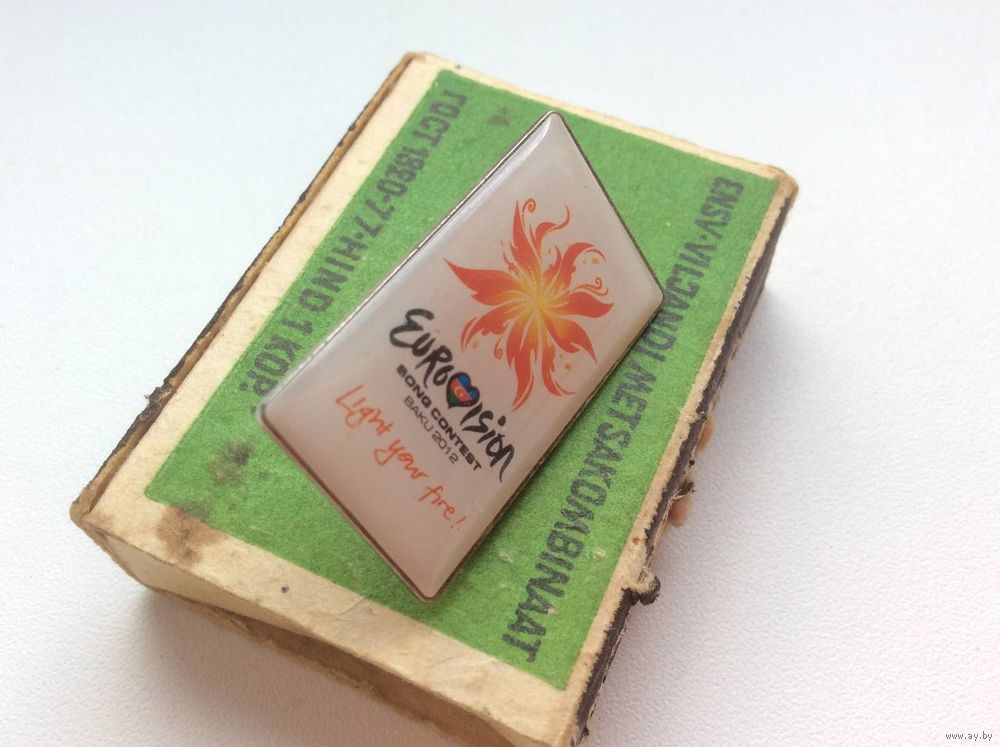 ГОСТ 1820-77·HIND 1 KOP.
EUROVISION
SONG CONTEST
BAKU 2012
Light your fire!
ENSV·VILJANDI METSAKOMBINAAT
www.ay.by